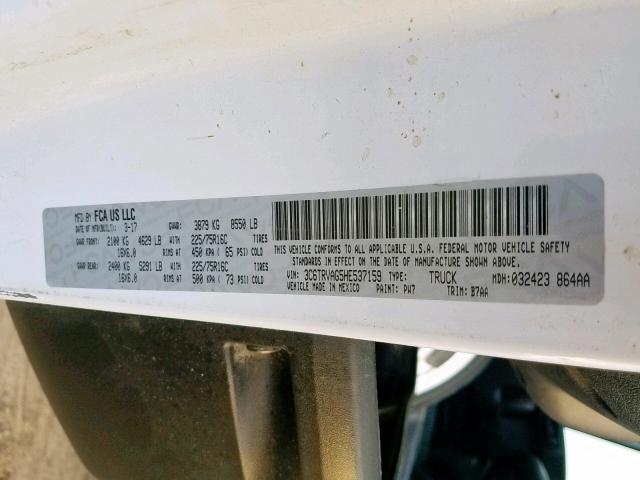 MFD BY FCA US LLC
DATE OF MFR(BUILT): 3-17 GVWR: 3879 KG 8550 LB
GAWR FRONT: 2100 KG 4629 LB WITH 225/75R16C TIRES
16X6.0 RIMS AT 450 KPA ( 65 PSI) COLD
GAWR REAR: 2400 KG 5291 LB WITH 225/75R16C TIRES
16X6.0 RIMS AT 500 KPA ( 73 PSI) COLD
THIS VEHICLE CONFORMS TO ALL APPLICABLE U.S.A. FEDERAL MOTOR VEHICLE SAFETY
STANDARDS IN EFFECT ON THE DATE OF MANUFACTURE SHOWN ABOVE.
VIN: 3C6TRVAG5HE537159 TYPE: TRUCK MDH: 032423 864AA
VEHICLE MADE IN MEXICO PAINT: PW7 TRIM: B7AA